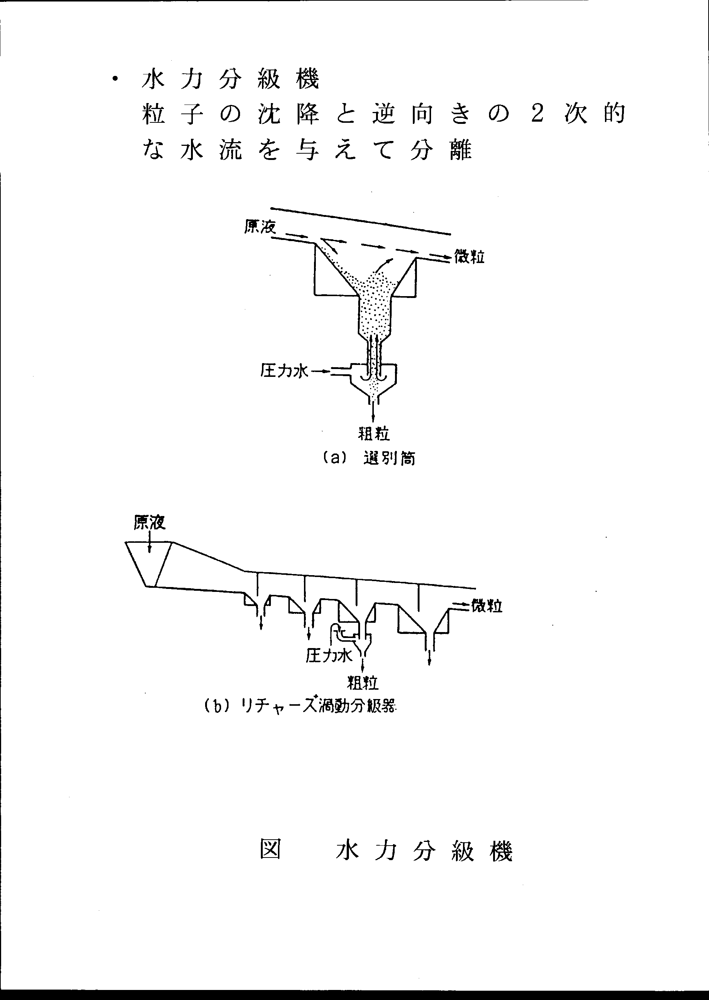 ・水力分級機
粒子の沈降と逆向きの2次的
な水流を与えて分離
原液
微粒
圧力水
粗粒
(a) 選別筒
原液
微粒
圧力水
粗粒
(b) リチャーズ渦動分級器
図 水力分級機